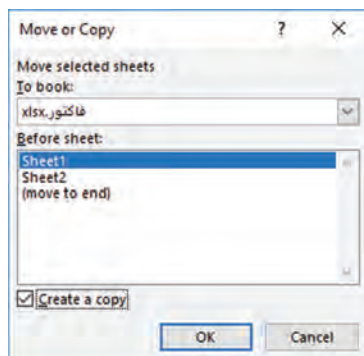 Move or Copy
?
Move selected sheets
To book:
فاکتور.xlsx
Before sheet:
Sheet1
Sheet2
(move to end)
Create a copy
OK
Cancel